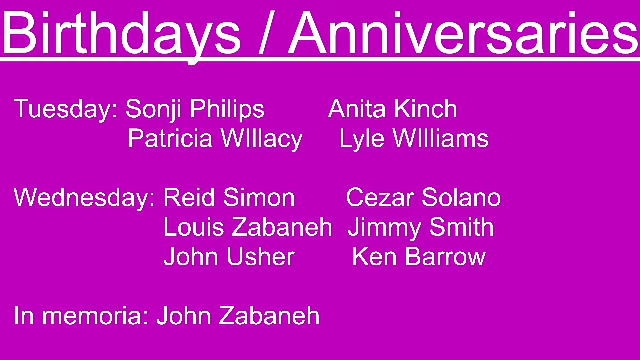 Birthdays / Anniversaries
Tuesday: Sonji Philips Anita Kinch
Patricia WIllacy Lyle WIlliams
Wednesday: Reid Simon Cezar Solano
Louis Zabaneh Jimmy Smith
John Usher Ken Barrow
In memoria: John Zabaneh